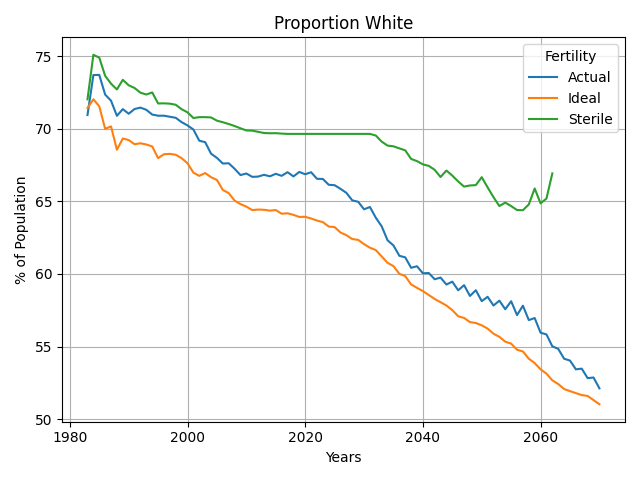 Proportion White
% of Population
75
70
65
60
55
50
Fertility
Actual
Ideal
Sterile
1980
2000
2020
2040
2060
Years